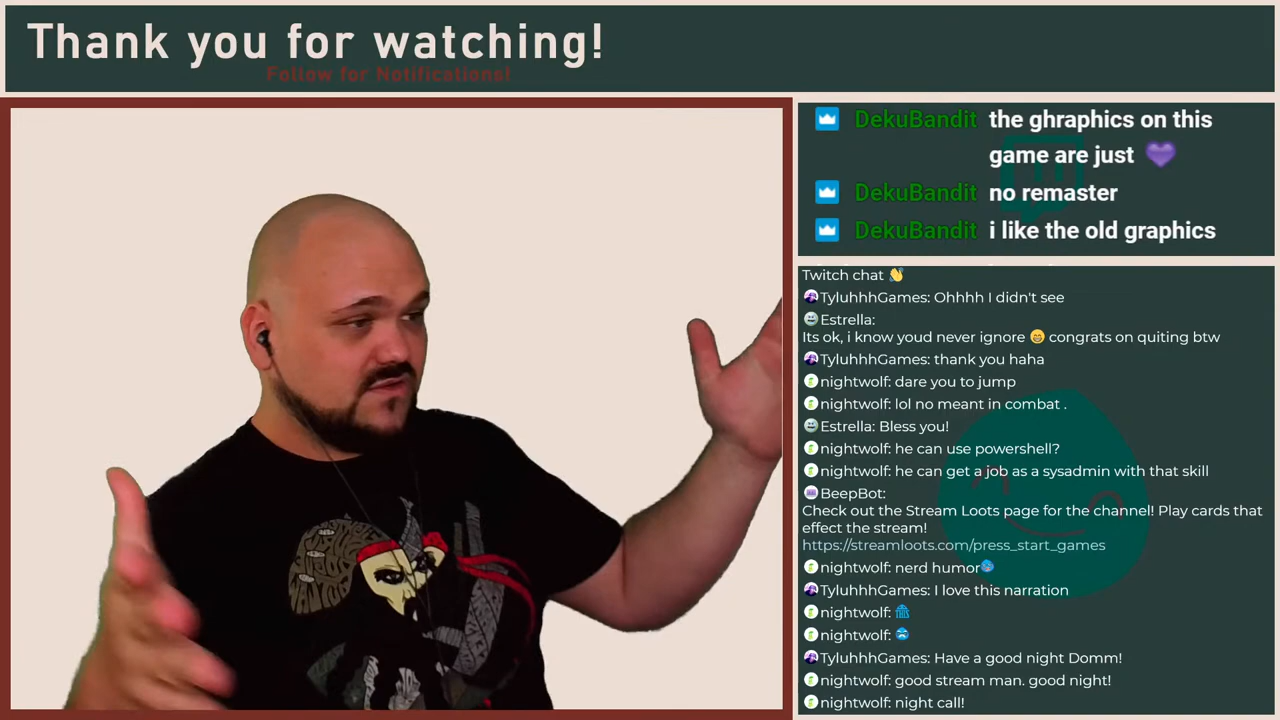 Thank you for watching!
Follow for Notifications!
DekuBandit the ghraphics on this
game are just 💜
DekuBandit no remaster
DekuBandit i like the old graphics
Twitch chat 👋
TyluhhhGames: Ohhhh I didn't see
Estrella:
Its ok, i know youd never ignore 😁 congrats on quiting btw
TyluhhhGames: thank you haha
nightwolf: dare you to jump
nightwolf: lol no meant in combat .
Estrella: Bless you!
nightwolf: he can use powershell?
nightwolf: he can get a job as a sysadmin with that skill
BeepBot:
Check out the Stream Loots page for the channel! Play cards that
effect the stream!
https://streamloots.com/press_start_games
nightwolf: nerd humor
TyluhhhGames: I love this narration
nightwolf:
nightwolf:
TyluhhhGames: Have a good night Domm!
nightwolf: good stream man. good night!
nightwolf: night call!